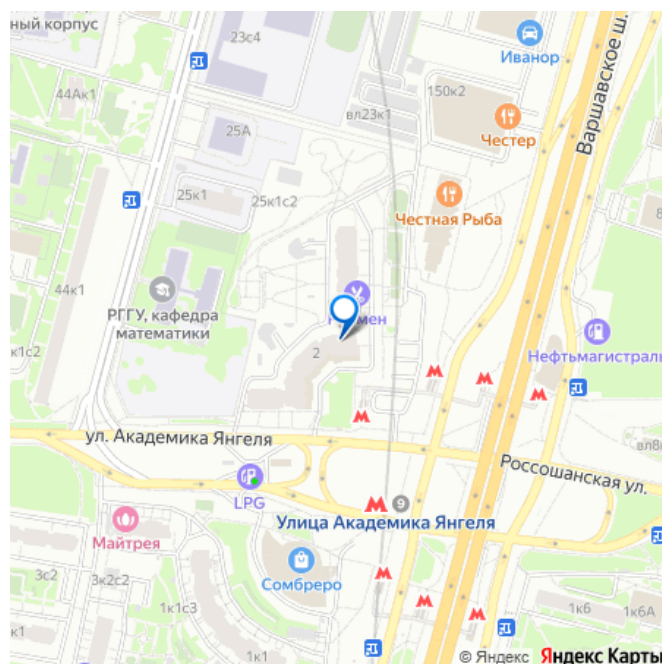 ный корпус
23с4
Иванор
Варшавское ш.
44Ак1
150к2
вл23к1
25А
Честер
25к1
25к1с2
Честная Рыба
44к1
РГГУ, кафедра
математики
2
Нефтьмагистраль
к1с2
ул. Академика Янгеля
Россошанская ул.
LPG
9
Улица Академика Янгеля
Майтрея
Сомбреро
3с2
3к2с2
1к1с3
1к1
к1
1к6
1к6А
© Яндекс Яндекс Карты